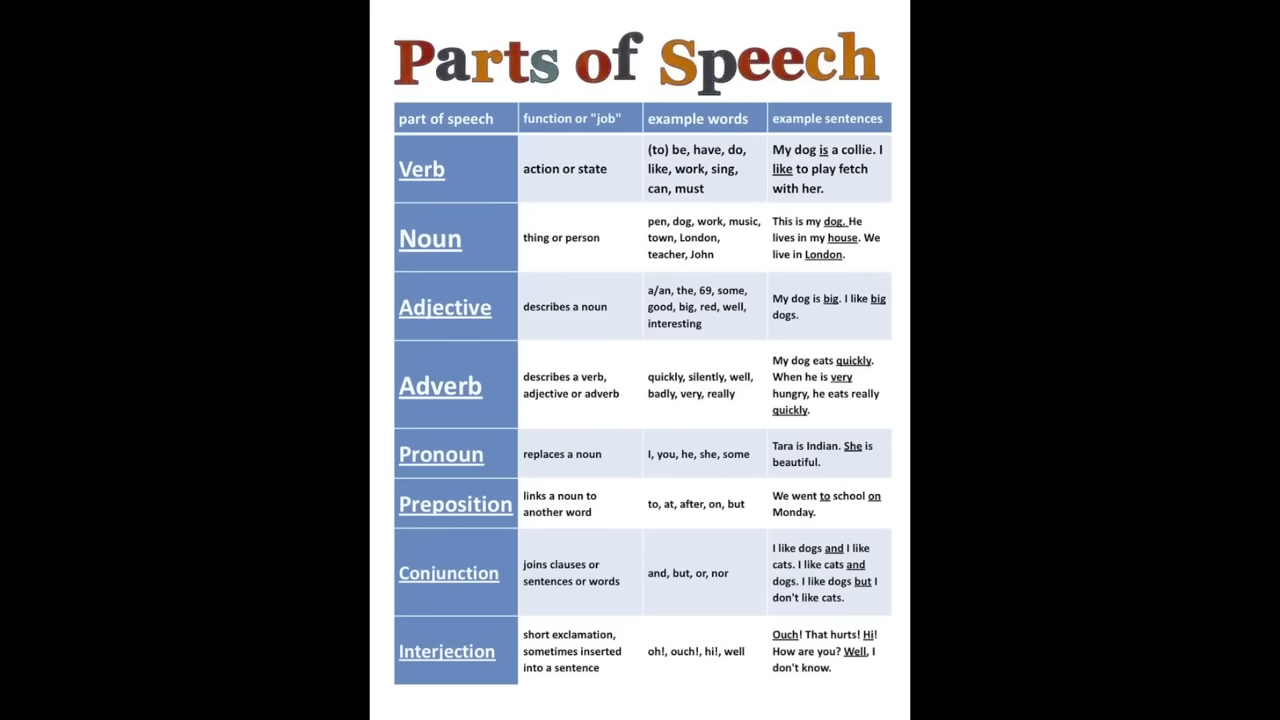 Parts of Speech
part of speech
function or "job"
example words
example sentences
Verb
action or state
(to) be, have, do,
like, work, sing,
can, must
My dog is a collie. I
like to play fetch
with her.
Noun
thing or person
pen, dog, work, music,
town, London,
teacher, John
This is my dog. He
lives in my house. We
live in London.
Adjective
describes a noun
a/an, the, 69, some,
good, big, red, well,
interesting
My dog is big. I like big
dogs.
Adverb
describes a verb,
adjective or adverb
quickly, silently, well,
badly, very, really
My dog eats quickly.
When he is very
hungry, he eats really
quickly.
Pronoun
replaces a noun
I, you, he, she, some
Tara is Indian. She is
beautiful.
Preposition
links a noun to
another word
to, at, after, on, but
We went to school on
Monday.
Conjunction
joins clauses or
sentences or words
and, but, or, nor
I like dogs and I like
cats. I like cats and
dogs. I like dogs but I
don't like cats.
Interjection
short exclamation,
sometimes inserted
into a sentence
oh!, ouch!, hi!, well
Ouch! That hurts! Hi!
How are you? Well, I
don't know.